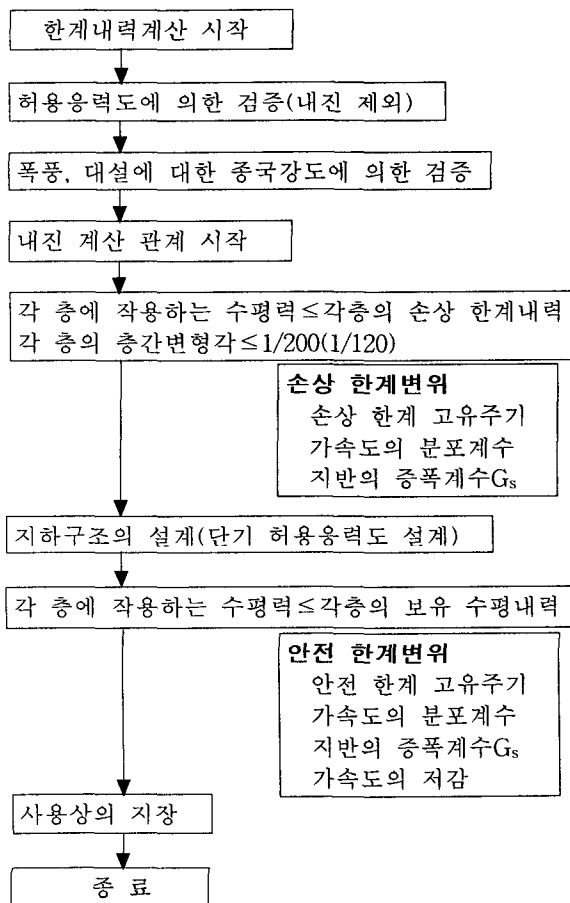 한계내력계산 시작
허용응력도에 의한 검증(내진 제외)
폭풍, 대설에 대한 종국강도에 의한 검증
내진 계산 관계 시작
각 층에 작용하는 수평력≤각층의 손상 한계내력
각 층의 층간변형각≤1/200(1/120)
손상 한계변위
손상 한계 고유주기
가속도의 분포계수
지반의 증폭계수Gₛ
지하구조의 설계(단기 허용응력도 설계)
각 층에 작용하는 수평력≤각층의 보유 수평내력
안전 한계변위
안전 한계 고유주기
가속도의 분포계수
지반의 증폭계수Gₛ
가속도의 저감
사용상의 지장
종 료